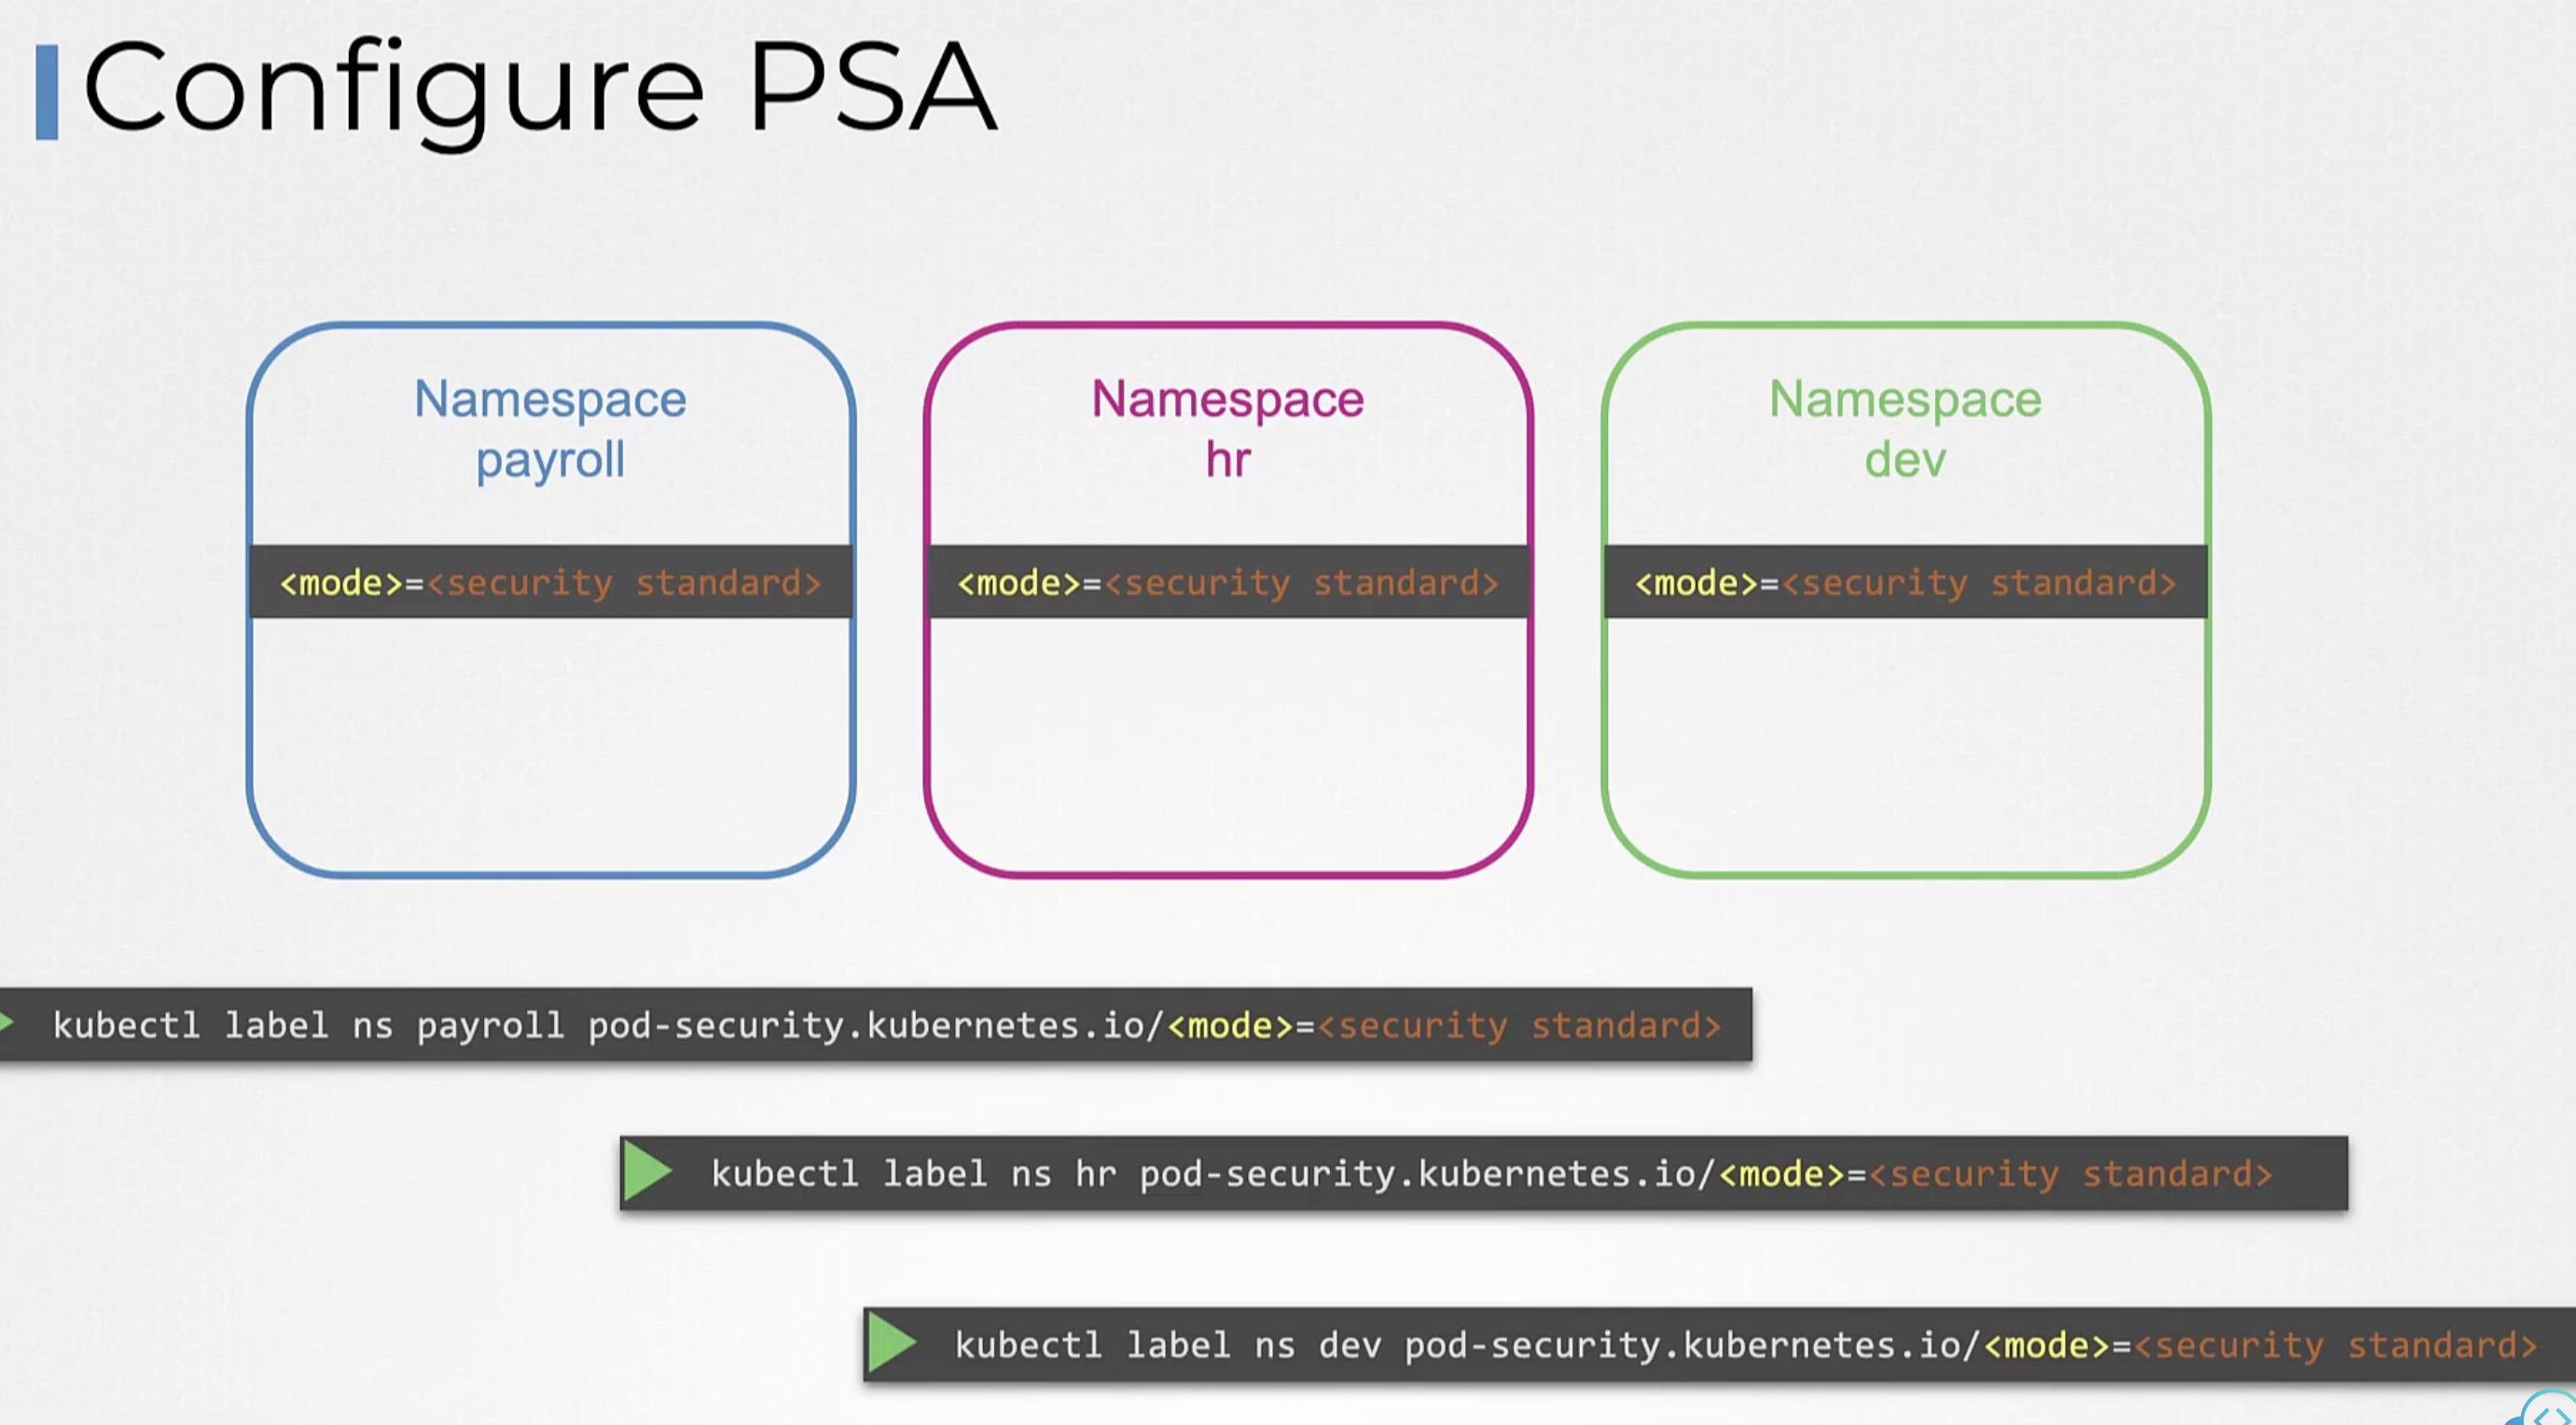 Configure PSA
Namespace
payroll
<mode>=<security standard>
Namespace
hr
<mode>=<security standard>
Namespace
dev
<mode>=<security standard>
kubectl label ns payroll pod-security.kubernetes.io/<mode>=<security standard>
kubectl label ns hr pod-security.kubernetes.io/<mode>=<security standard>
kubectl label ns dev pod-security.kubernetes.io/<mode>=<security standard>